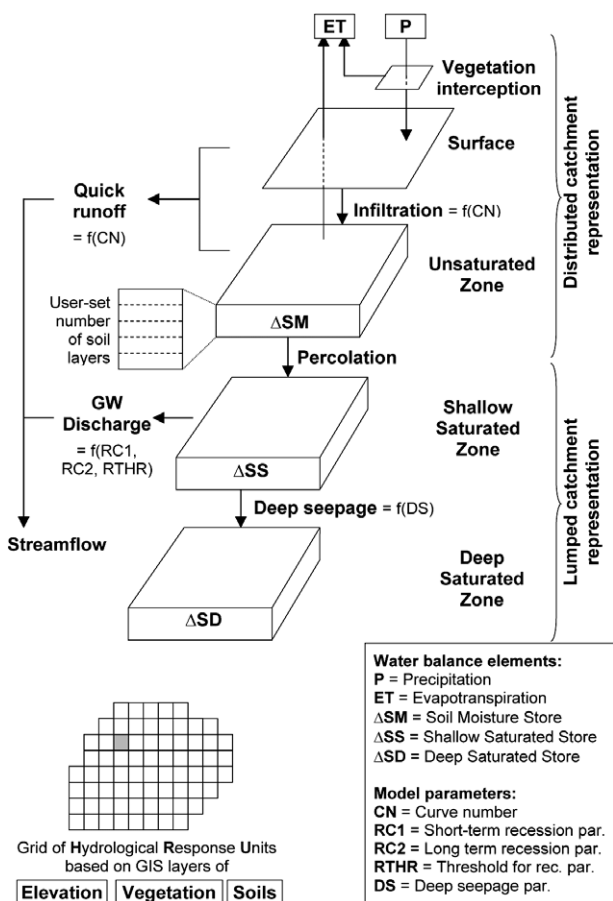 ET
P
Vegetation
interception
Surface
Quick
runoff
= f(CN)
Infiltration = f(CN)
Unsaturated
Zone
Distributed catchment
representation
User-set
number
of soil
layers
ΔSM
Percolation
GW
Discharge
= f(RC1,
RC2, RTHR)
Shallow
Saturated
Zone
ΔSS
Deep seepage = f(DS)
Streamflow
Deep
Saturated
Zone
Lumped catchment
representation
ΔSD
Water balance elements:
P = Precipitation
ET = Evapotranspiration
ΔSM = Soil Moisture Store
ΔSS = Shallow Saturated Store
ΔSD = Deep Saturated Store
Model parameters:
CN = Curve number
RC1 = Short-term recession par.
RC2 = Long term recession par.
RTHR = Threshold for rec. par.
DS = Deep seepage par.
Grid of Hydrological Response Units
based on GIS layers of
Elevation Vegetation Soils